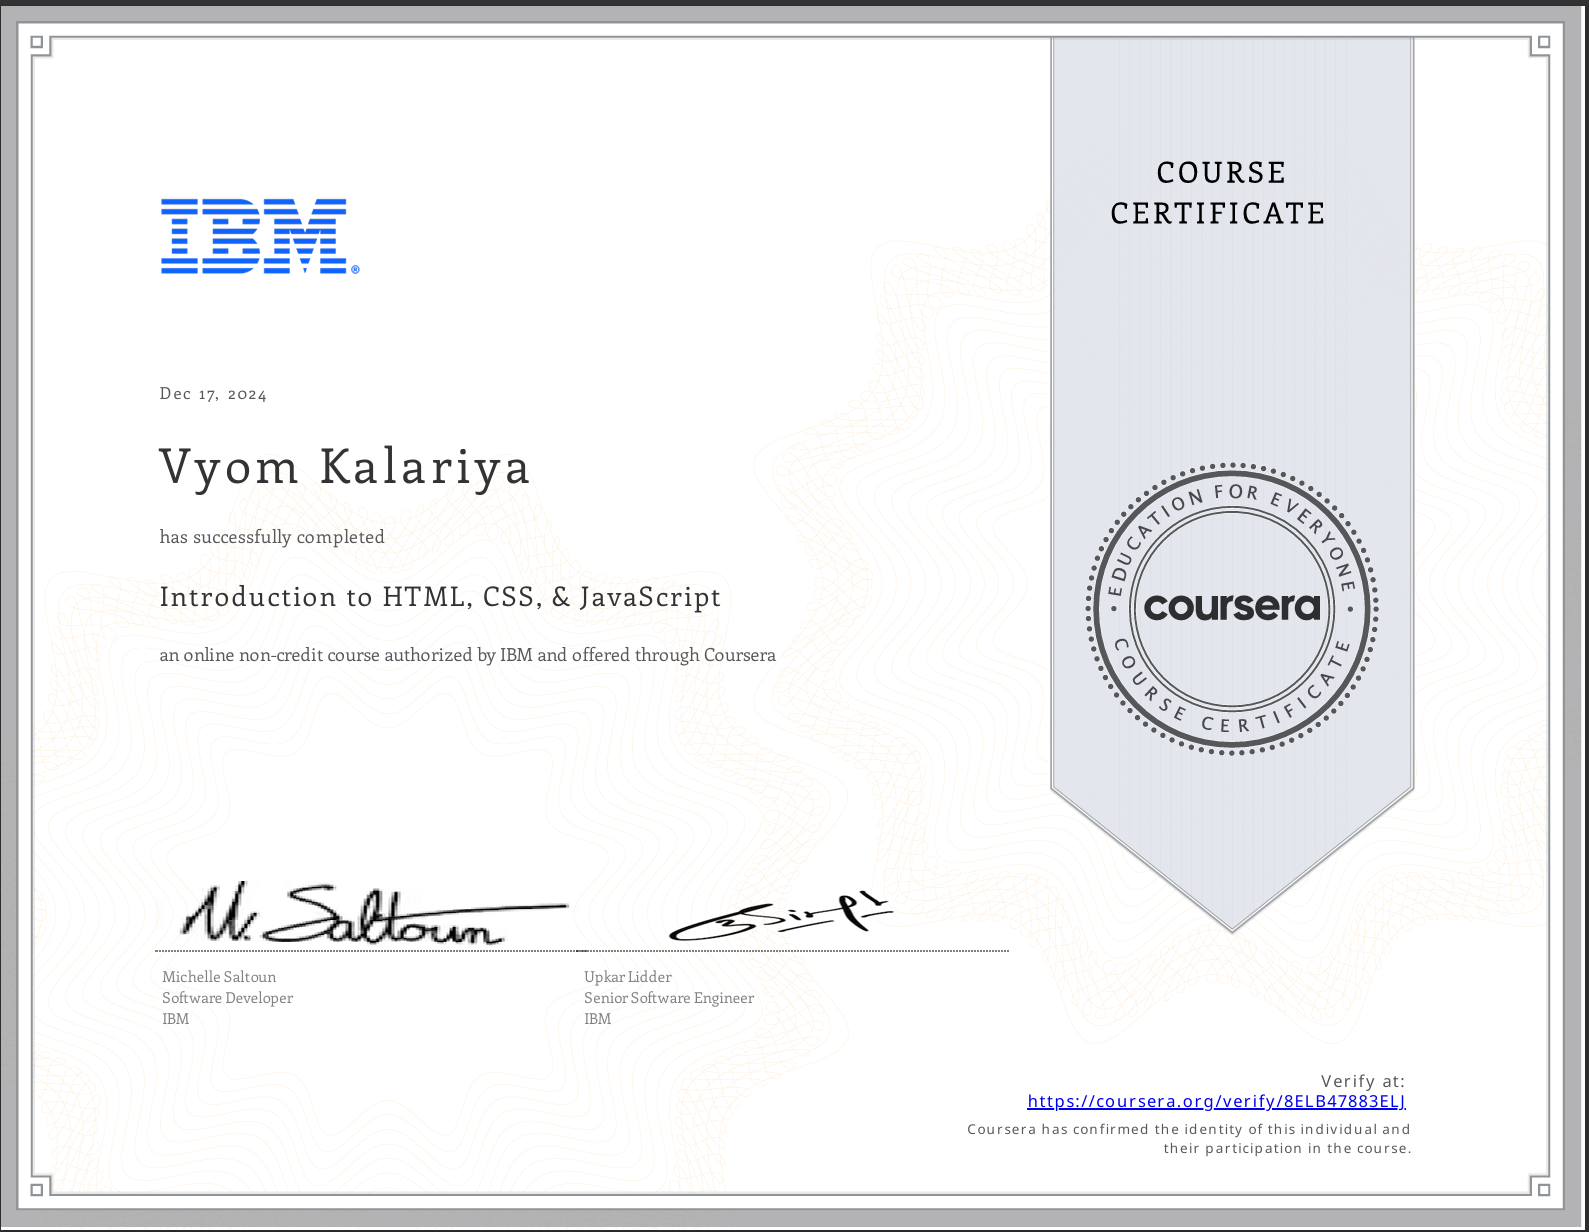 IBM®
COURSE
CERTIFICATE
Dec 17, 2024
Vyom Kalariya
has successfully completed
Introduction to HTML, CSS, & JavaScript
an online non-credit course authorized by IBM and offered through Coursera
EDUCATION FOR EVERYONE
coursera
COURSE CERTIFICATE
M. Saltoun
Michelle Saltoun
Software Developer
IBM
Upkar Lidder
Senior Software Engineer
IBM
Verify at:
https://coursera.org/verify/8ELB47883ELJ
Coursera has confirmed the identity of this individual and
their participation in the course.